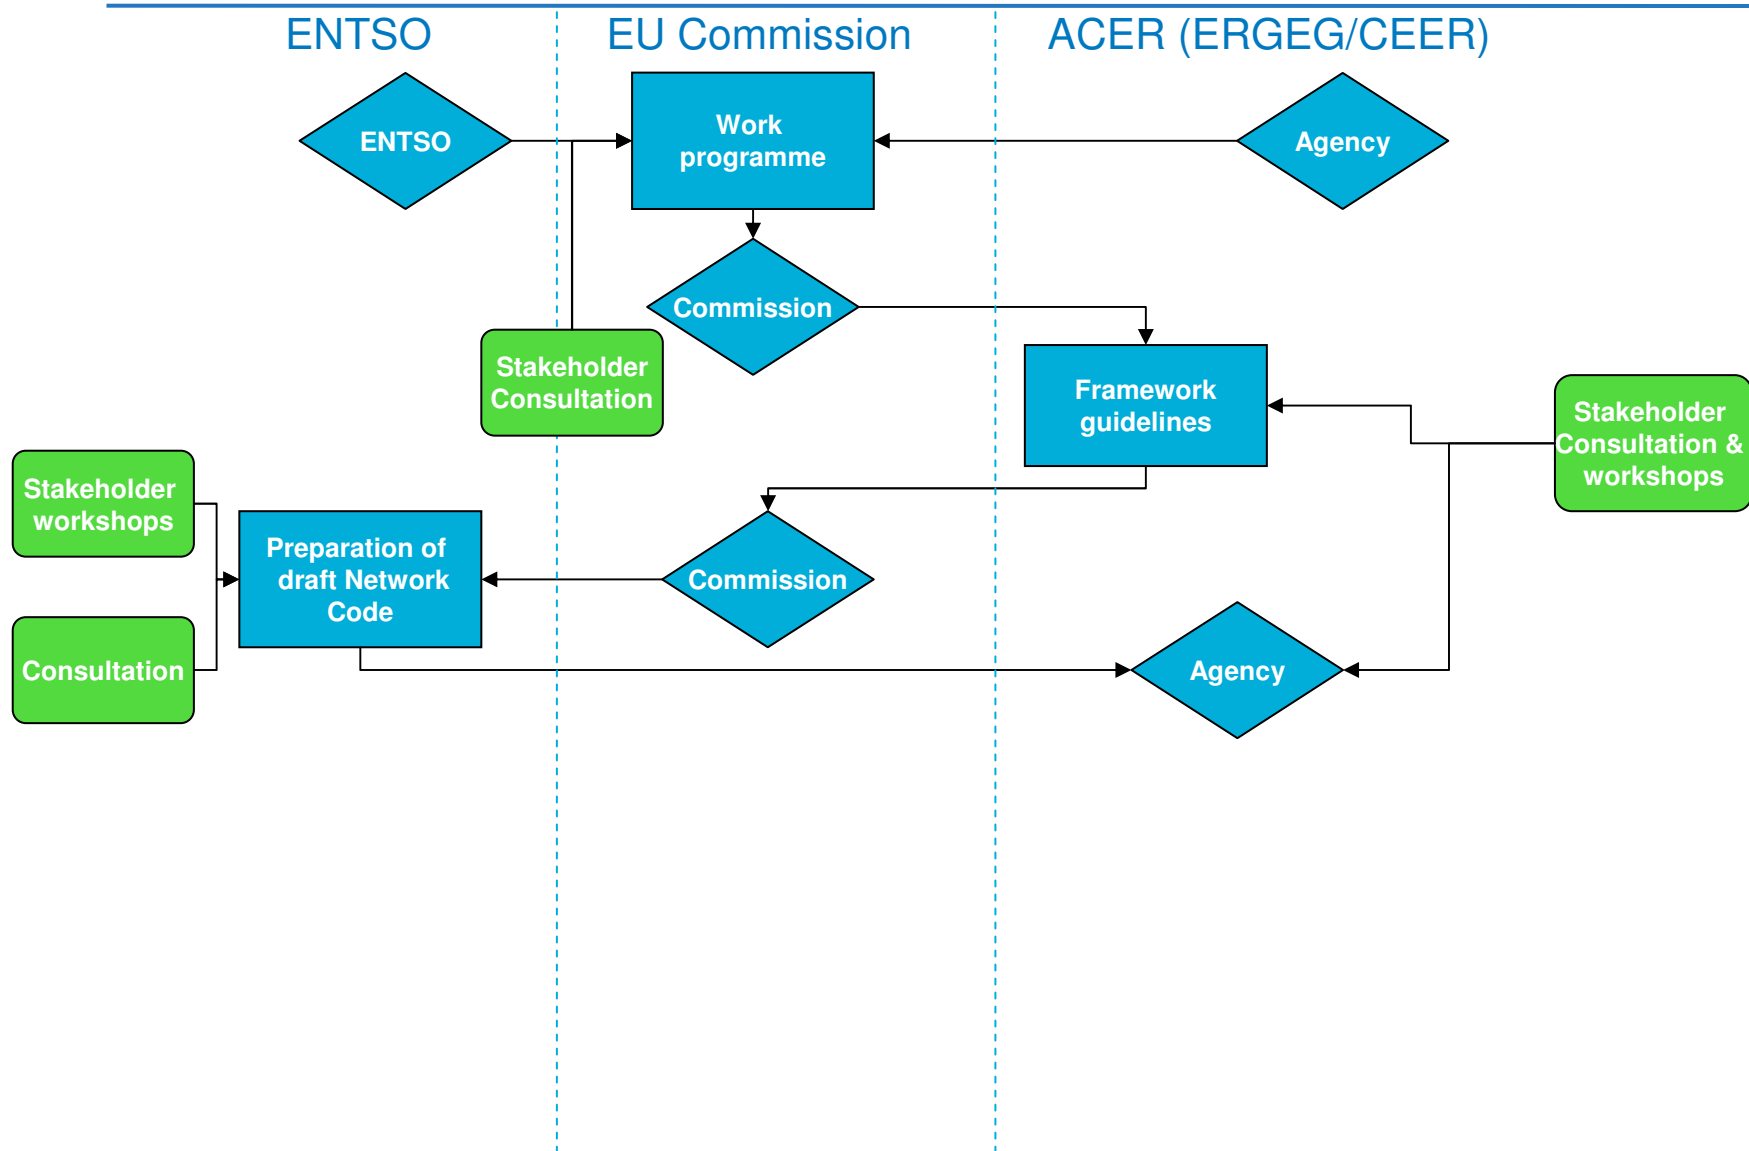 ENTSO
EU Commission
ACER (ERGEG/CEER)
ENTSO
Work
programme
Agency
Commission
Stakeholder
Consultation
Framework
guidelines
Stakeholder
Consultation &
workshops
Stakeholder
workshops
Preparation of
draft Network
Code
Commission
Consultation
Agency